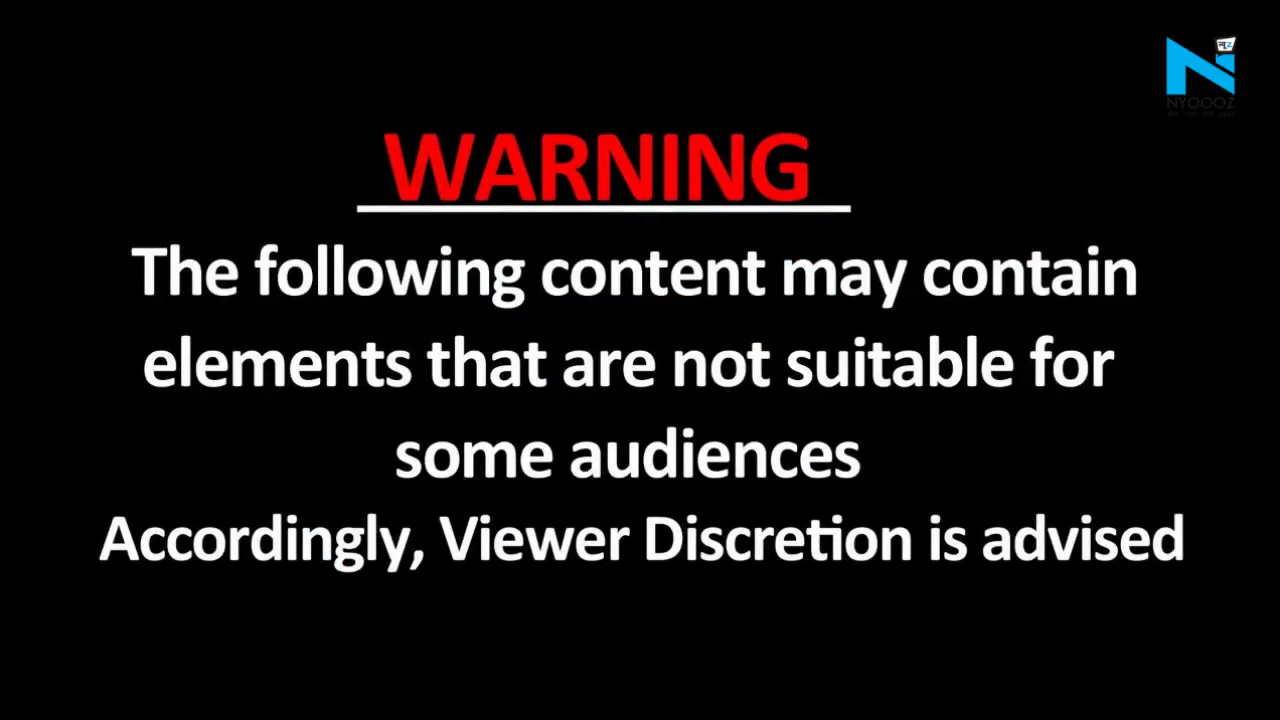 न्यूz
NYOOOZ
WARNING
The following content may contain
elements that are not suitable for
some audiences
Accordingly, Viewer Discretion is advised